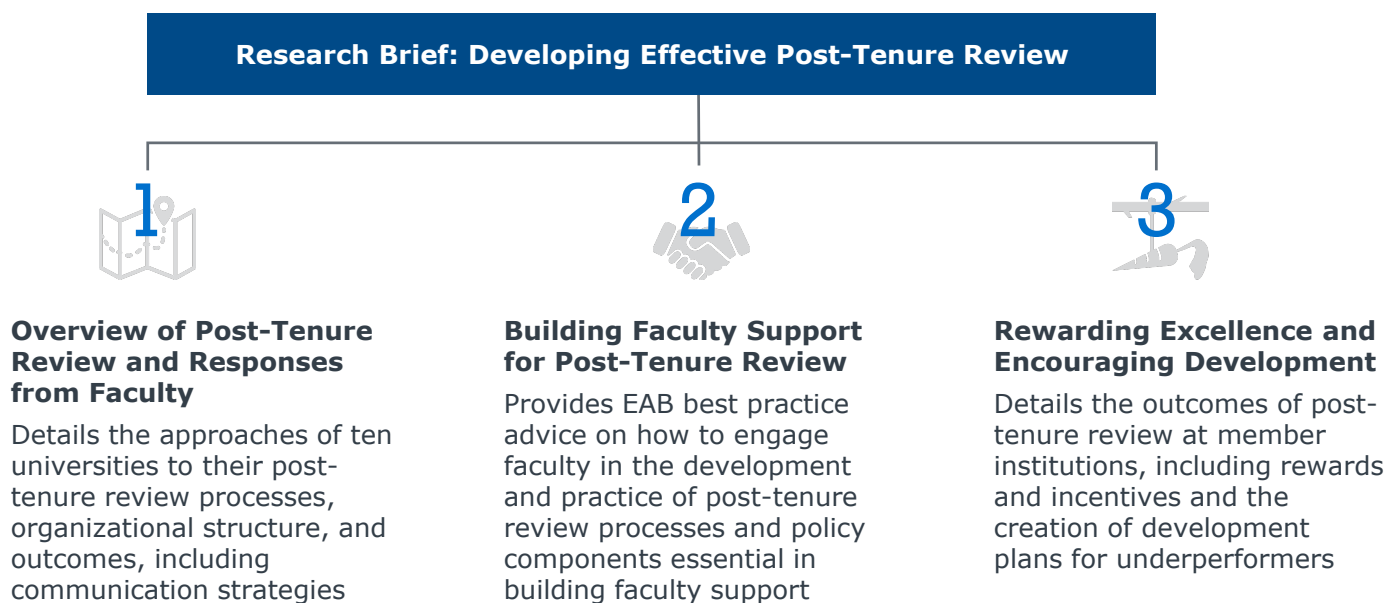 Research Brief: Developing Effective Post-Tenure Review
1
2
3
Overview of Post-Tenure
Review and Responses
from Faculty
Details the approaches of ten
universities to their post-
tenure review processes,
organizational structure, and
outcomes, including
communication strategies
Building Faculty Support
for Post-Tenure Review
Provides EAB best practice
advice on how to engage
faculty in the development
and practice of post-tenure
review processes and policy
components essential in
building faculty support
Rewarding Excellence and
Encouraging Development
Details the outcomes of post-
tenure review at member
institutions, including rewards
and incentives and the
creation of development
plans for underperformers